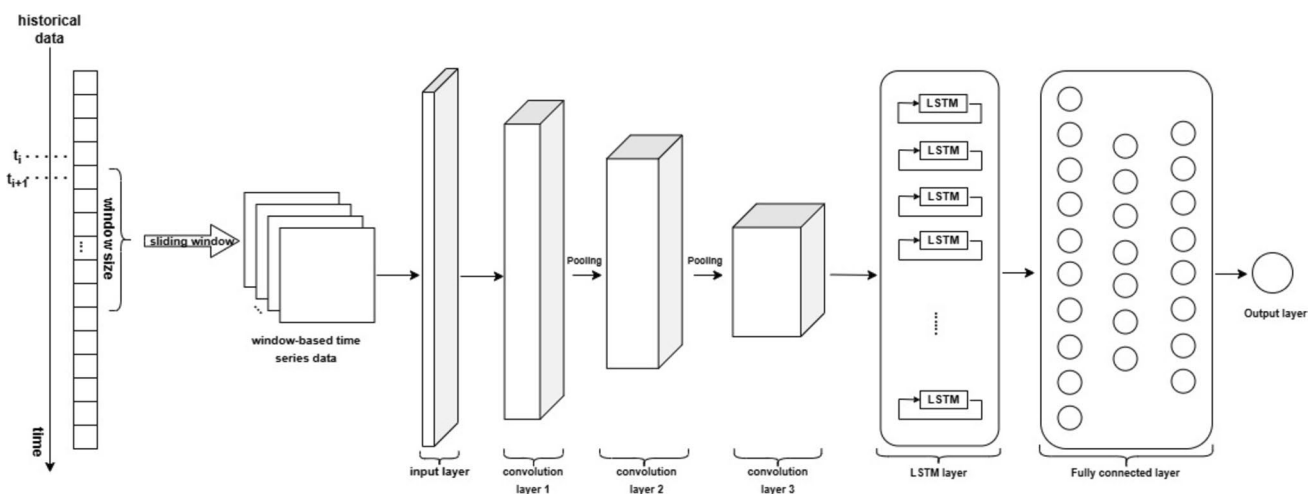 historical
data
t_i
t_{i+1}
...
window size
time
sliding window
...
window-based time
series data
input layer
convolution
layer 1
Pooling
convolution
layer 2
Pooling
convolution
layer 3
LSTM
LSTM
LSTM
LSTM
LSTM
LSTM layer
Fully connected layer
Output layer